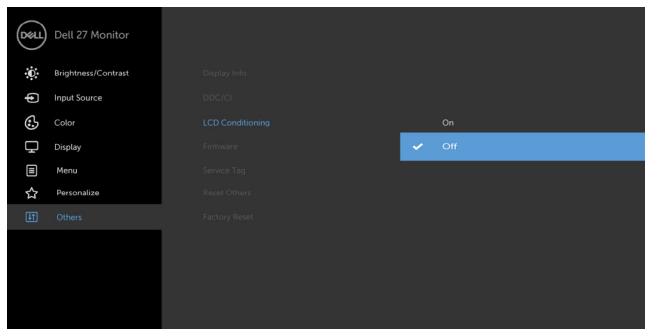 DELL Dell 27 Monitor
Brightness/Contrast
Display Info
Input Source
DDC/CI
Color
LCD Conditioning
On
Display
Firmware
Off
Menu
Service Tag
Personalize
Reset Others
Others
Factory Reset